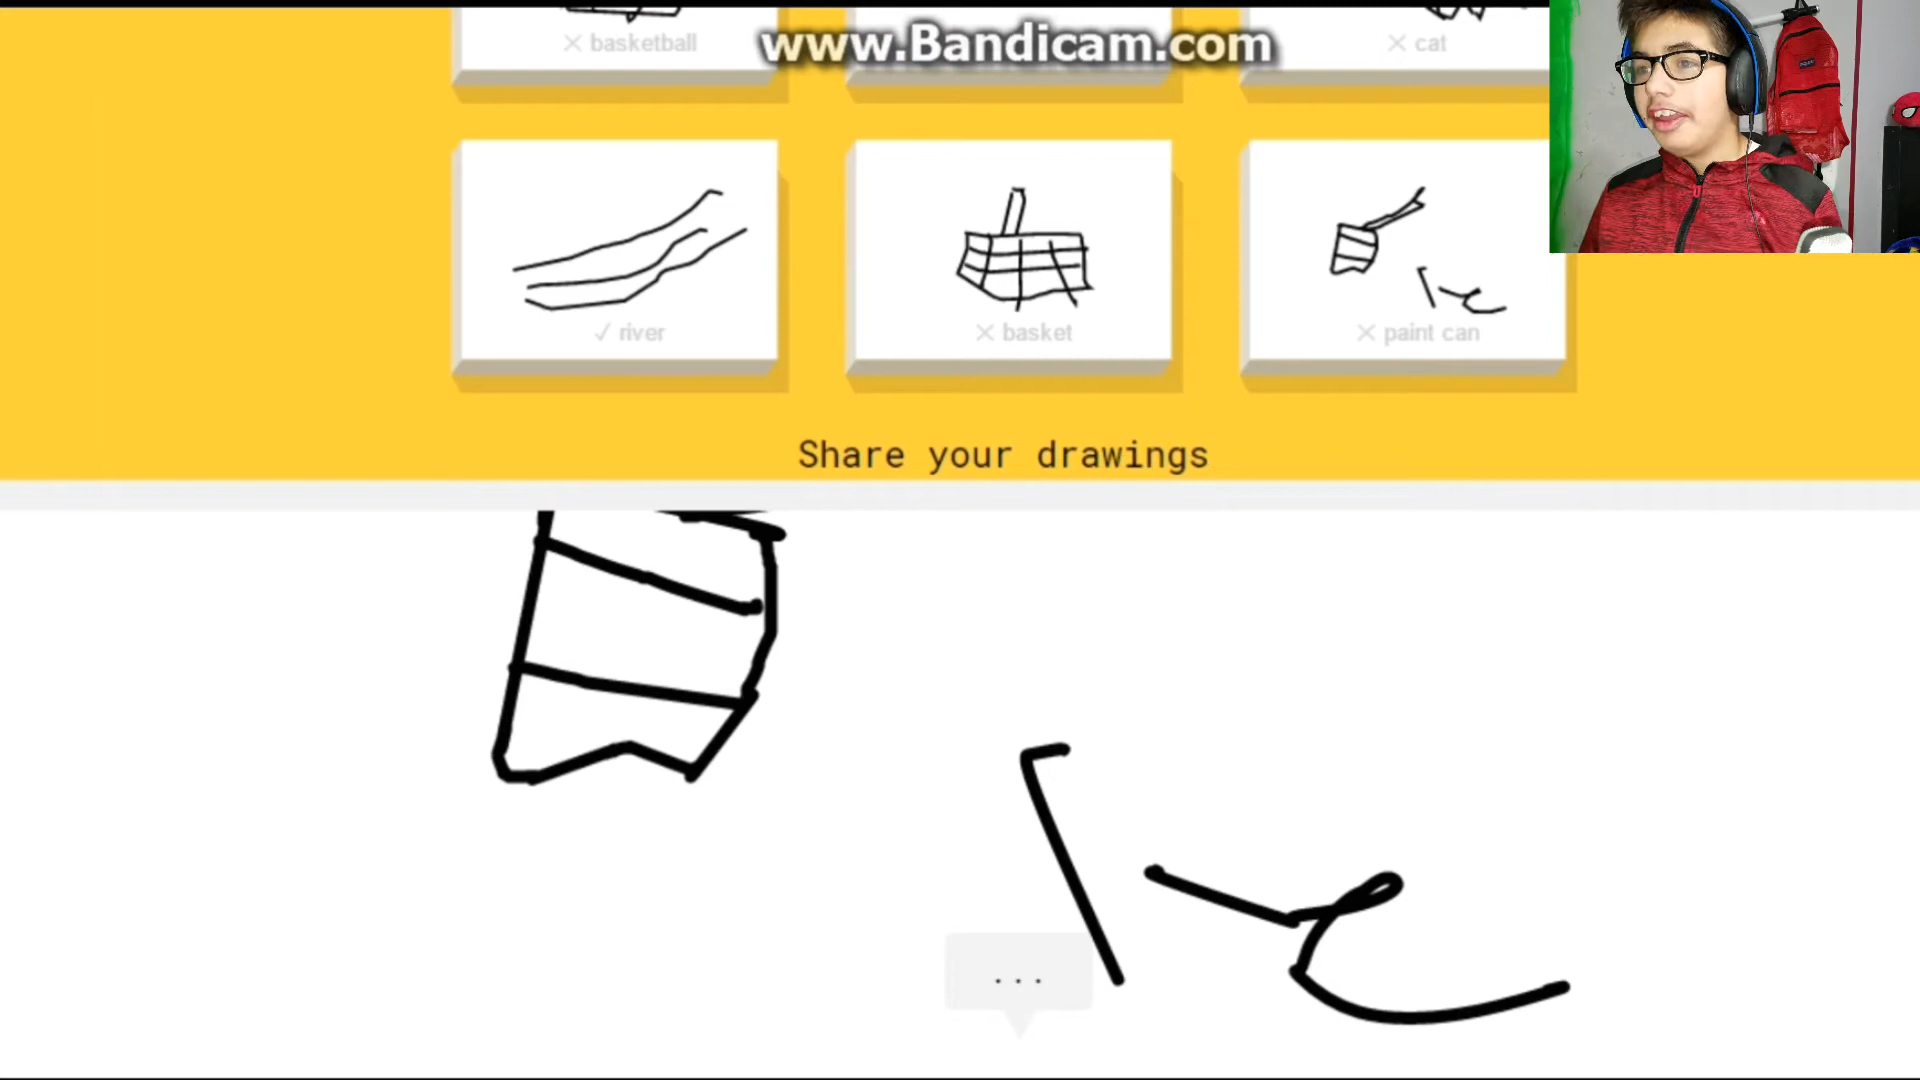 www.Bandicam.com
× basketball
× cat
✓ river
× basket
× paint can
Share your drawings
...